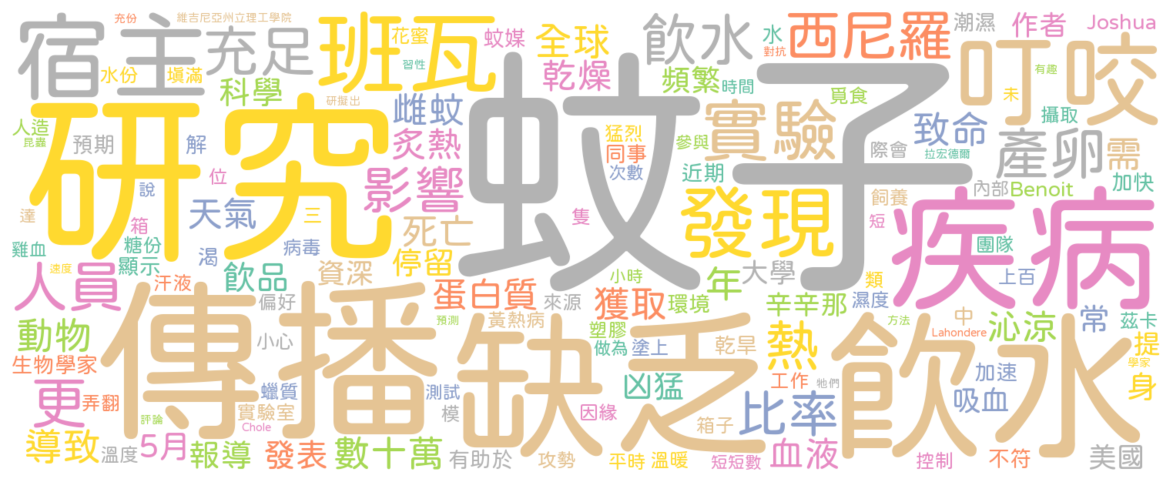 充份 維吉尼亞州立理工學院 班瓦 花蜜 蚊媒 全球 飲水 潮濕 西尼羅 作者 Joshua
宿主 充足 習性 水 對抗 叮咬
水份 填滿 乾燥 頻繁 時間 有趣
科學 研擬出 覓食 未 攝取
研究 雌蚊 蚊子 猛烈 實驗 致命 產卵 需
人造 昆蟲 預期 解 炙熱 同事 參與 際會 拉宏德爾
說 位 影響 次數 近期 內部 Benoit 加快
達 箱 三 天氣 隻 發現 飼養 短 疾病
雞血 糖份 顯示 渴 病毒 死亡 停留 大學 團隊
速度 人員 汗液 飲品 資深 小時 年 類 上百
偏好 蛋白質 來源 獲取 環境 辛辛那 濕度 中 沁涼 常 茲卡
動物 傳播 黃熱病 預測 缺乏 塑膠 熱 方法 Lahondere 飲水
小心 做為 塗上 乾旱 提
生物學家 學家
更 弄翻 蠟質 測試 凶猛 工作 牠們 加速 身
評論 實驗室 模 因緣 箱子 比率 吸血
Chole
導致 溫度 5月 報導 發表 數十萬 有助於 攻勢 平時 溫暖 短短數 血液 控制 不符 美國